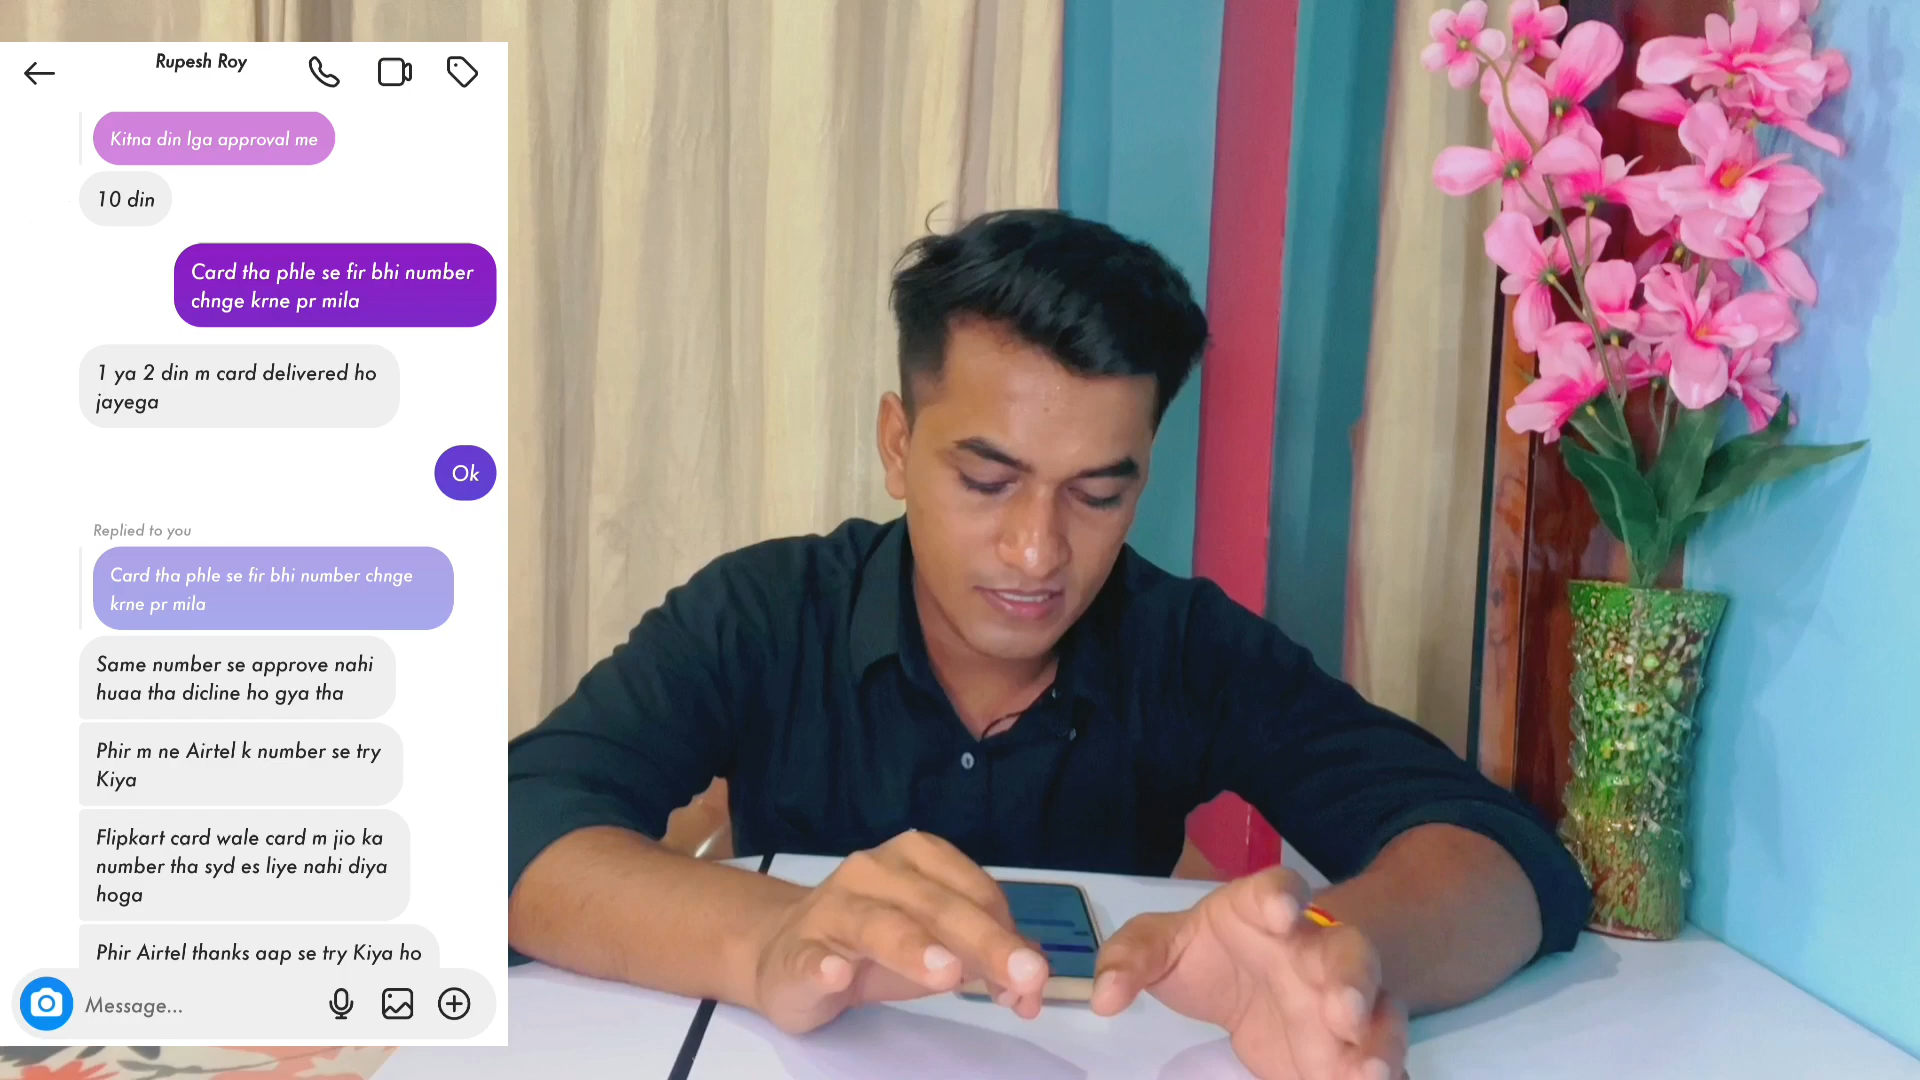 Rupesh Roy
Kitna din lga approval me
10 din
Card tha phle se fir bhi number
chnge krne pr mila
1 ya 2 din m card delivered ho
jayega
Ok
Replied to you
Card tha phle se fir bhi number chnge
krne pr mila
Same number se approve nahi
huaa tha dicline ho gya tha
Phir m ne Airtel k number se try
Kiya
Flipkart card wale card m jio ka
number tha syd es liye nahi diya
hoga
Phir Airtel thanks aap se try Kiya ho
Message...